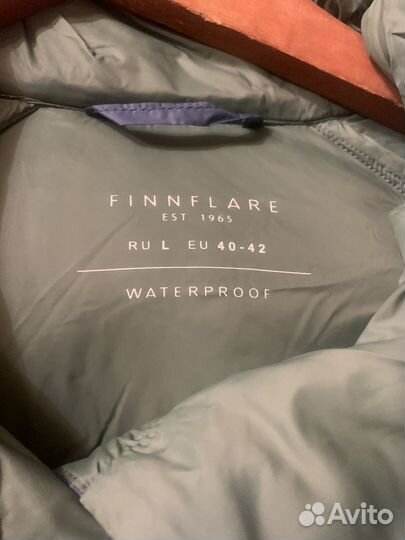 FINNFLARE
EST. 1965
RU L EU 40-42
WATERPROOF
Avito